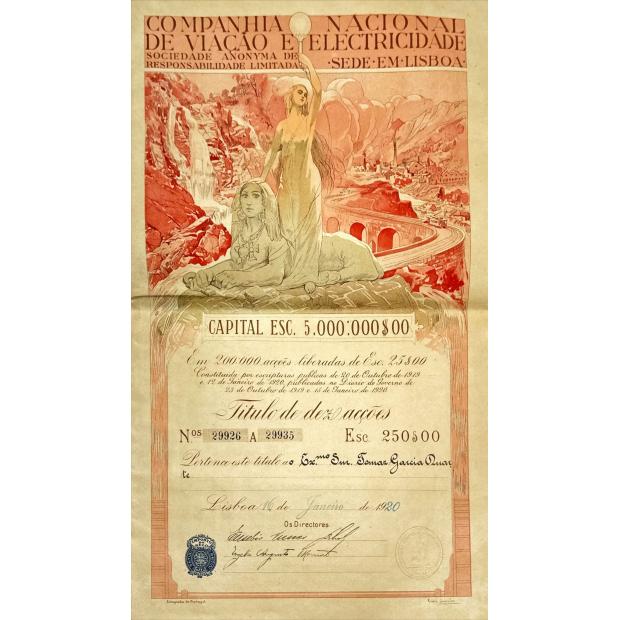 COMPANHIA NACIONAL
DE VIAÇÃO E ELECTRICIDADE
SOCIEDADE ANONYMA DE
RESPONSABILIDADE LIMITADA · SEDE · EM · LISBOA ·
CAPITAL ESC. 5.000:000$00
Em 200:000 acções liberadas de Esc. 25$00
Constituida por escripturas publicas de 20 de Outubro de 1919
e 12 de Janeiro de 1920, publicadas no Diario do Governo de
25 de Outubro de 1919 e 15 de Janeiro de 1920
Titulo de dez acções
Nos 29926 A 29935 Esc. 250$00
Pertence este titulo ao Exmo Snr. Tomaz Garcia Duar
te
Lisboa 16 de Janeiro de 1920
Os Directores